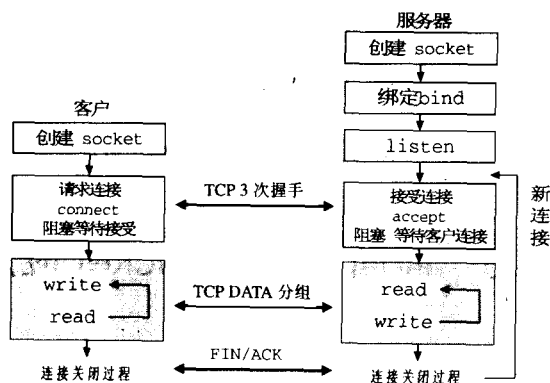 服务器
创建 socket
绑定bind
客户
创建 socket
listen
请求连接
connect
阻塞等待接受
TCP 3 次握手
接受连接
accept
阻塞 等待客户连接
新连接
write
read
TCP DATA 分组
read
write
连接关闭过程
FIN/ACK
连接关闭过程